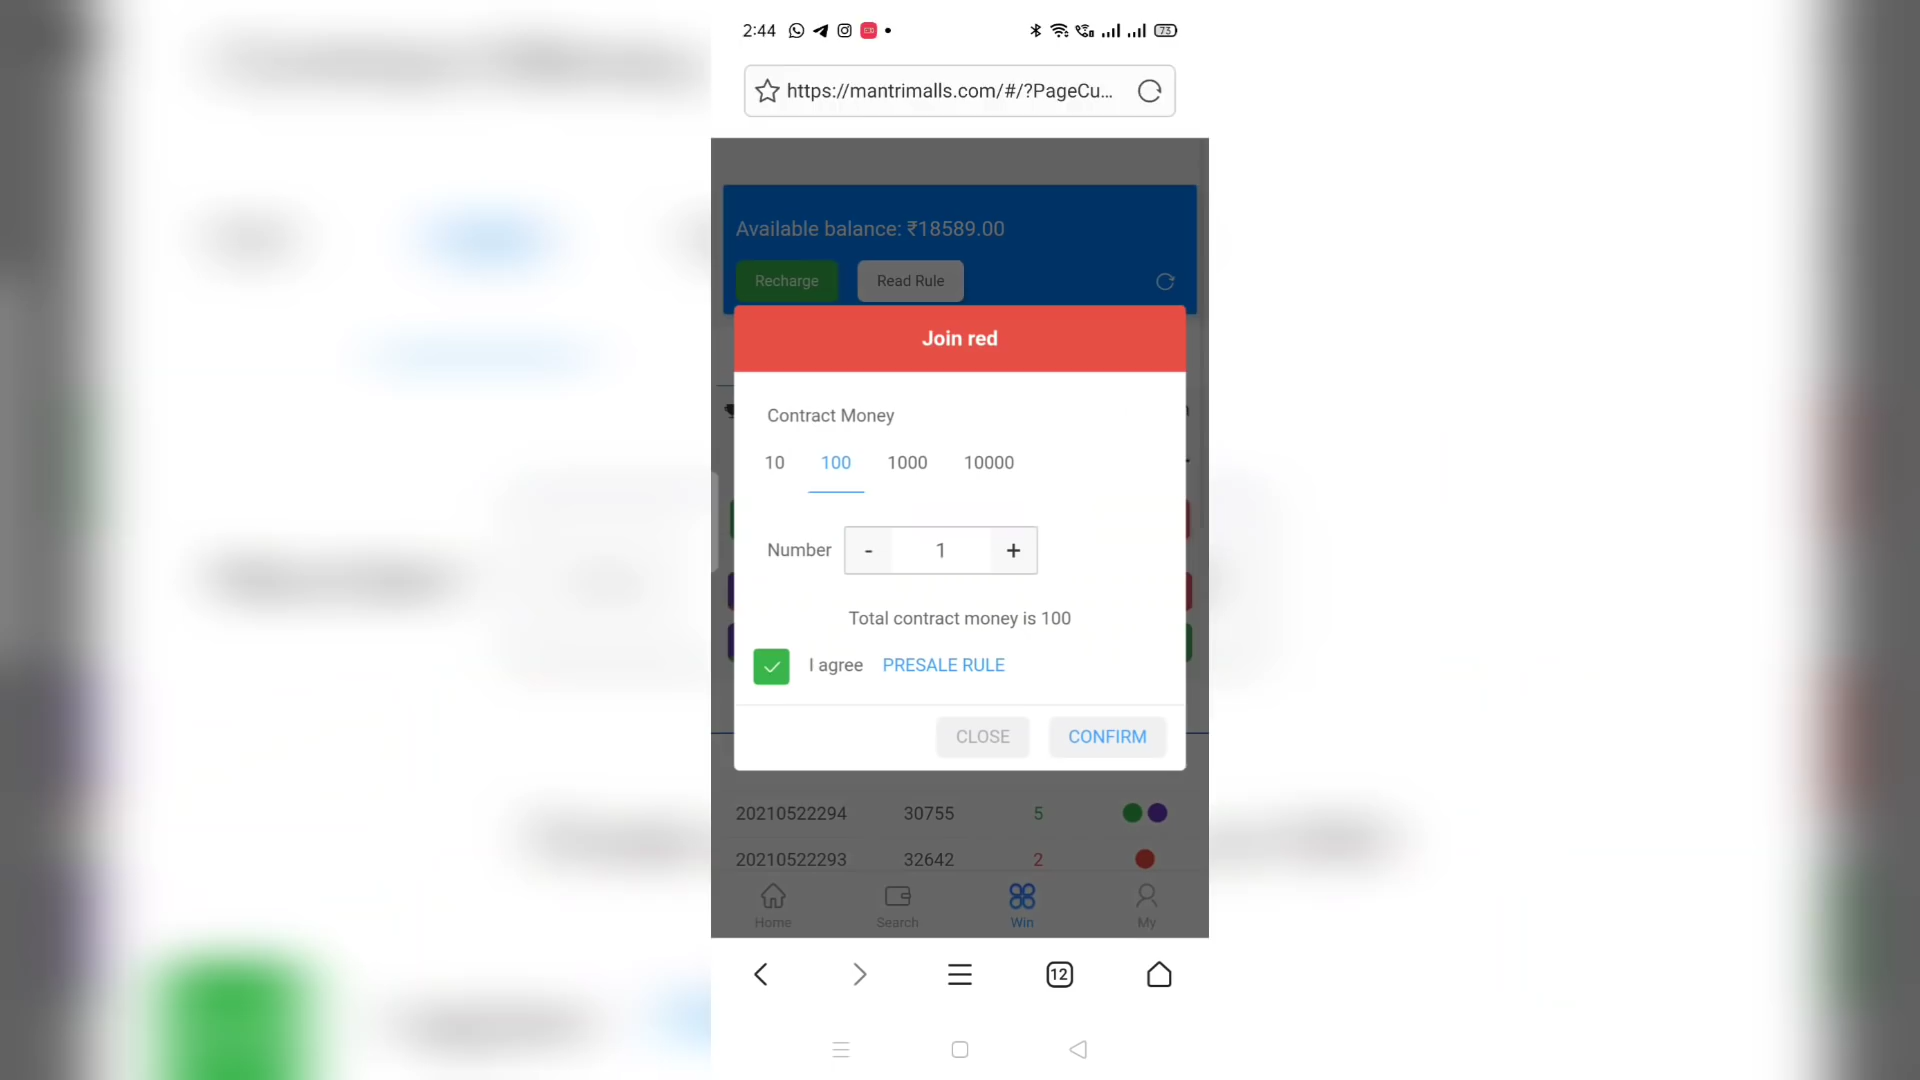 2:44
73
https://mantrimalls.com/#/?PageCu...
Available balance: ₹18589.00
Recharge Read Rule
Join red
Contract Money
10 100 1000 10000
Number - 1 +
Total contract money is 100
I agree PRESALE RULE
CLOSE CONFIRM
20210522294 30755 5
20210522293 32642 2
Home Search Win My
12